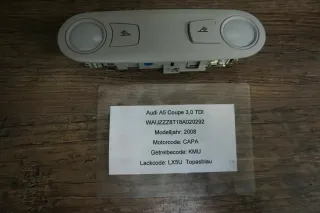 Audi A5 Coupe 3,0 TDI
WAUZZZ8T18A020292
Modelljahr: 2008
Motorcode: CAPA
Getriebecode: KMU
Lackcode: LX5U Topasblau